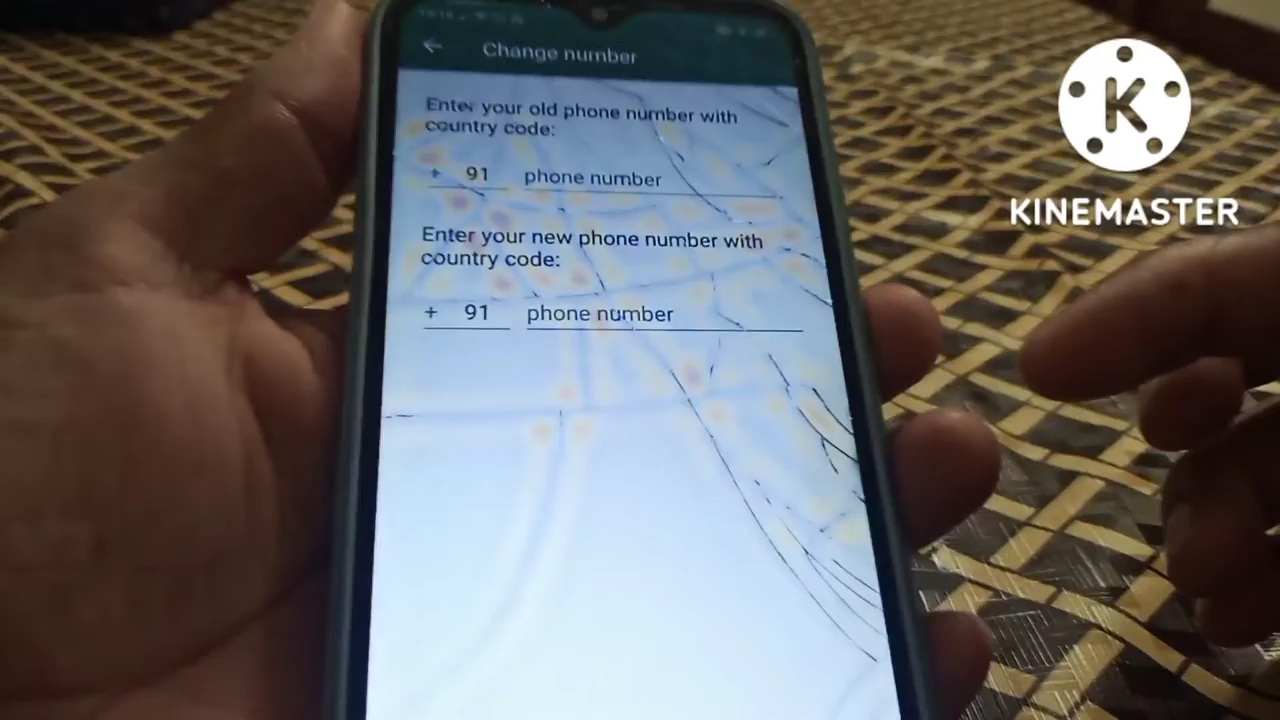 Change number
Enter your old phone number with
country code:
+ 91 phone number
Enter your new phone number with
country code:
+ 91 phone number
K
KINEMASTER